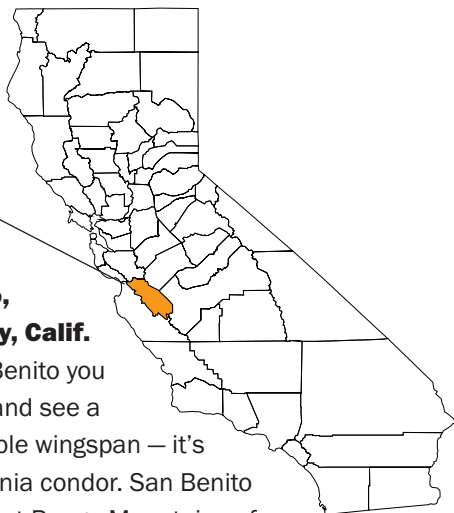 y, Calif.
Benito you
and see a
ble wingspan — it's
nia condor. San Benito